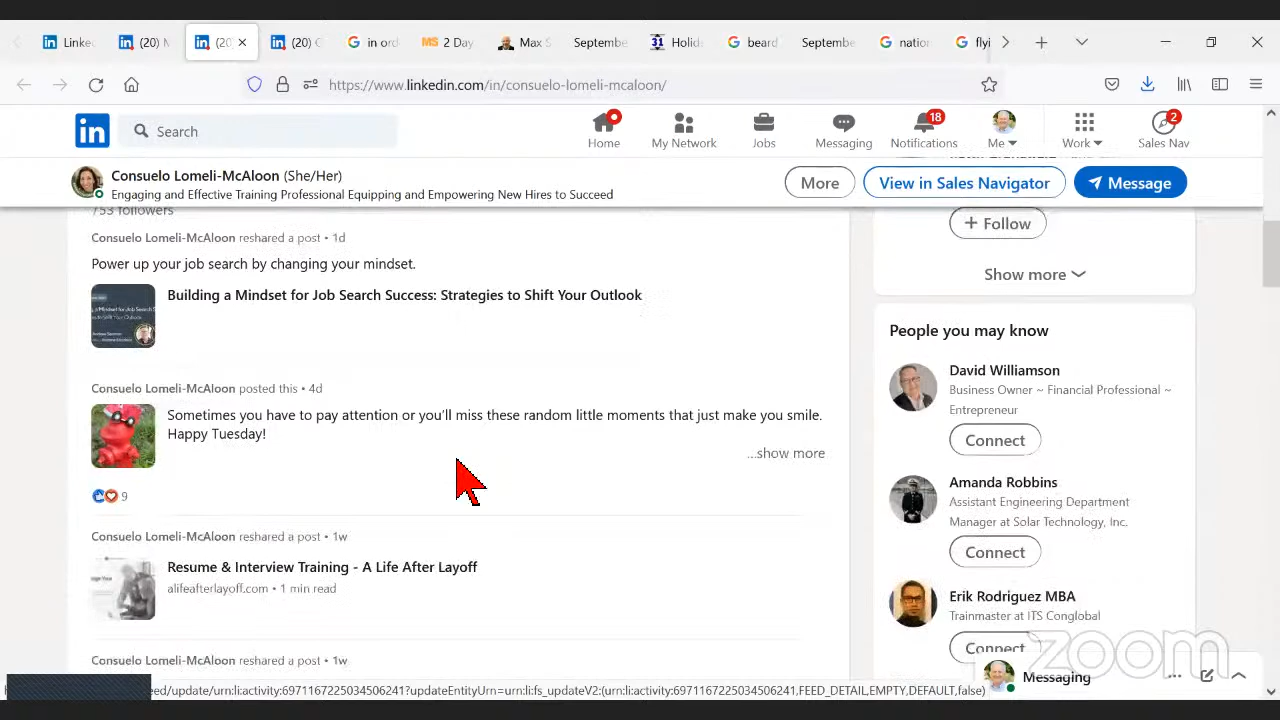 Linke
(20) M
(20)
(20) C
in ord
MS 2 Day
Max S
Septembe
31 Holid
beard
Septembe
nation
flyi
https://www.linkedin.com/in/consuelo-lomeli-mcaloon/
in
Search
Home
My Network
Jobs
Messaging
18
Notifications
Me
Work
2
Sales Nav
Consuelo Lomeli-McAloon (She/Her)
Engaging and Effective Training Professional Equipping and Empowering New Hires to Succeed
More
View in Sales Navigator
Message
753 followers
Consuelo Lomeli-McAloon reshared a post • 1d
Power up your job search by changing your mindset.
Building a Mindset for Job Search Success: Strategies to Shift Your Outlook
Consuelo Lomeli-McAloon posted this • 4d
Sometimes you have to pay attention or you'll miss these random little moments that just make you smile.
Happy Tuesday!
...show more
9
Consuelo Lomeli-McAloon reshared a post • 1w
Resume & Interview Training - A Life After Layoff
alifeafterlayoff.com • 1 min read
Consuelo Lomeli-McAloon reshared a post • 1w
+ Follow
Show more
People you may know
David Williamson
Business Owner ~ Financial Professional ~
Entrepreneur
Connect
Amanda Robbins
Assistant Engineering Department
Manager at Solar Technology, Inc.
Connect
Erik Rodriguez MBA
Trainmaster at ITS Conglobal
Connect
zoom
Messaging
eed/update/urn:li:activity:6971167225034506241?updateEntityUrn=urn:li:fs_updateV2:(urn:li:activity:6971167225034506241,FEED_DETAIL,EMPTY,DEFAULT,false)